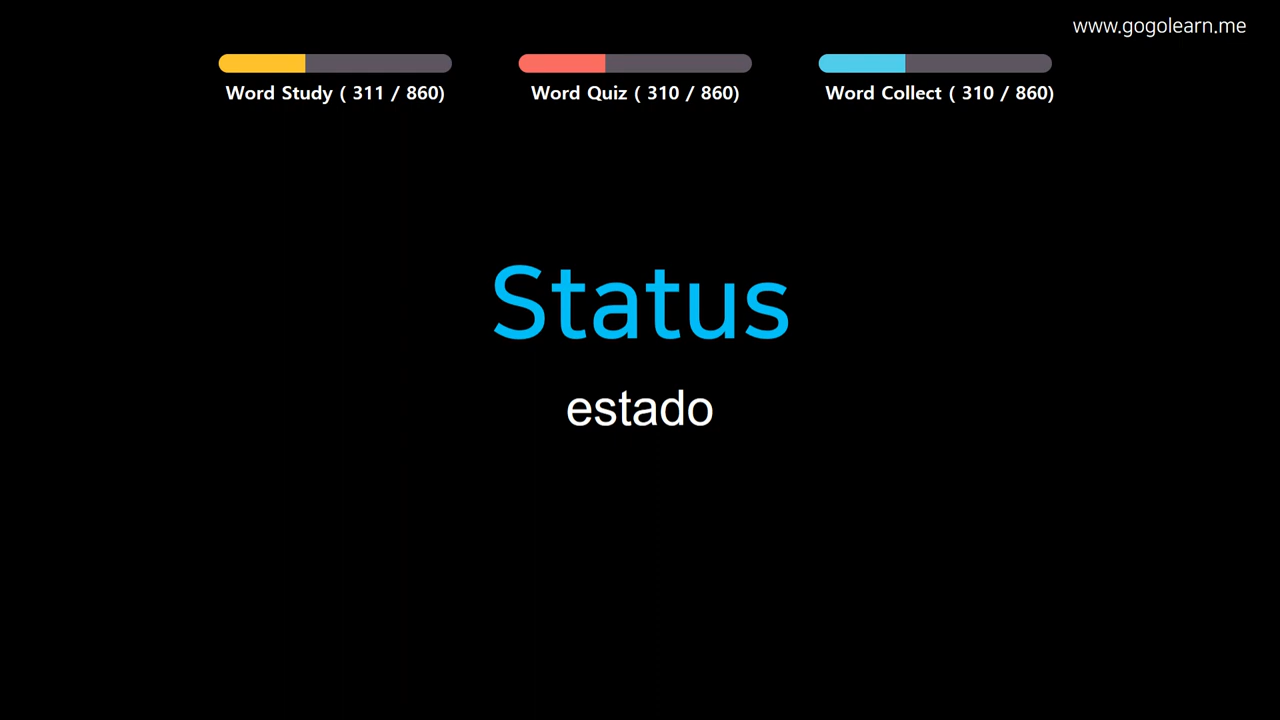 www.gogolearn.me
Word Study ( 311 / 860)
Word Quiz ( 310 / 860)
Word Collect ( 310 / 860)
Status
estado